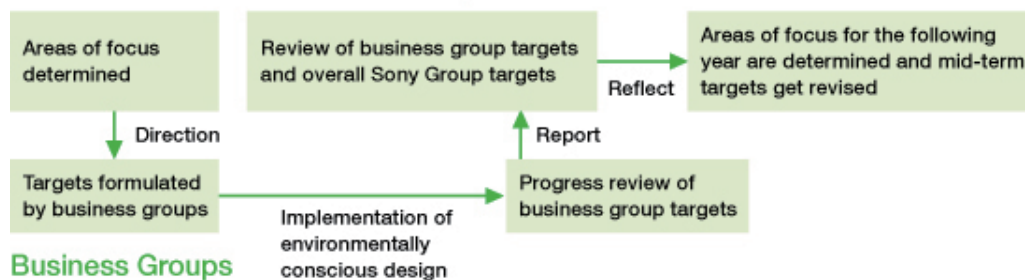 Areas of focus
determined
Review of business group targets
and overall Sony Group targets
Areas of focus for the following
year are determined and mid-term
targets get revised
Reflect
Direction
Report
Targets formulated
by business groups
Progress review of
business group targets
Implementation of
environmentally
conscious design
Business Groups